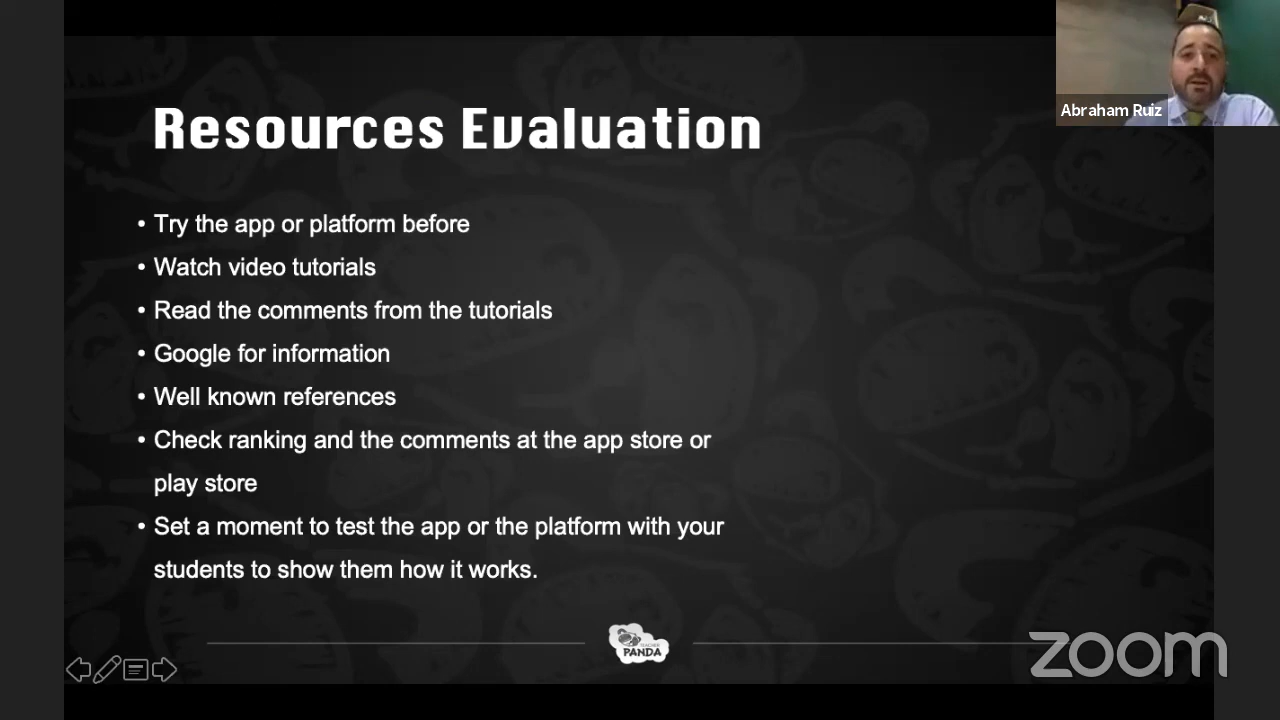 Abraham Ruiz
Resources Evaluation
• Try the app or platform before
• Watch video tutorials
• Read the comments from the tutorials
• Google for information
• Well known references
• Check ranking and the comments at the app store or
play store
• Set a moment to test the app or the platform with your
students to show them how it works.
PANDA
zoom